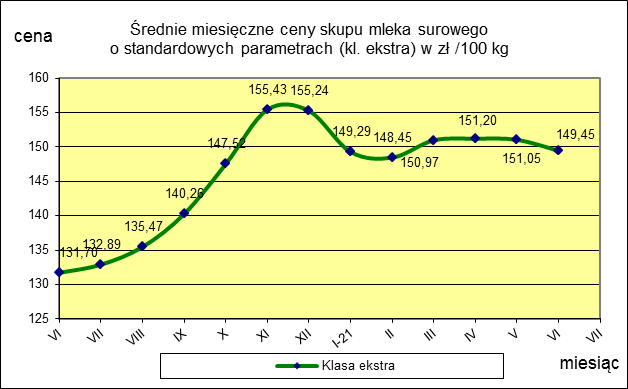 Średnie miesięczne ceny skupu mleka surowego
o standardowych parametrach (kl. ekstra) w zł /100 kg
cena
160
155
150
145
140
135
130
125
131,70
132,89
135,47
140,26
147,52
155,43
155,24
149,29
148,45
150,97
151,20
151,05
149,45
VI
VII
VIII
IX
X
XI
XII
I-21
II
III
IV
V
VI
VII
Klasa ekstra
miesiąc